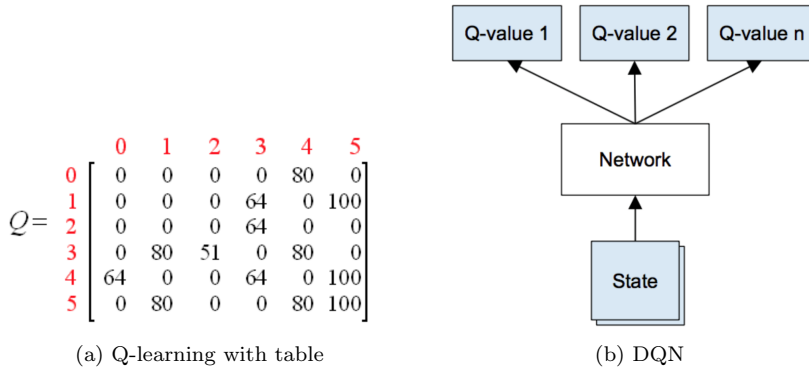 0 1 2 3 4 5
0 0 0 0 0 80 0
1 0 0 0 64 0 100
Q= 2 0 0 0 64 0 0
3 0 80 51 0 80 0
4 64 0 0 64 0 100
5 0 80 0 0 80 100
(a) Q-learning with table
Q-value 1 Q-value 2 Q-value n
Network
State
(b) DQN